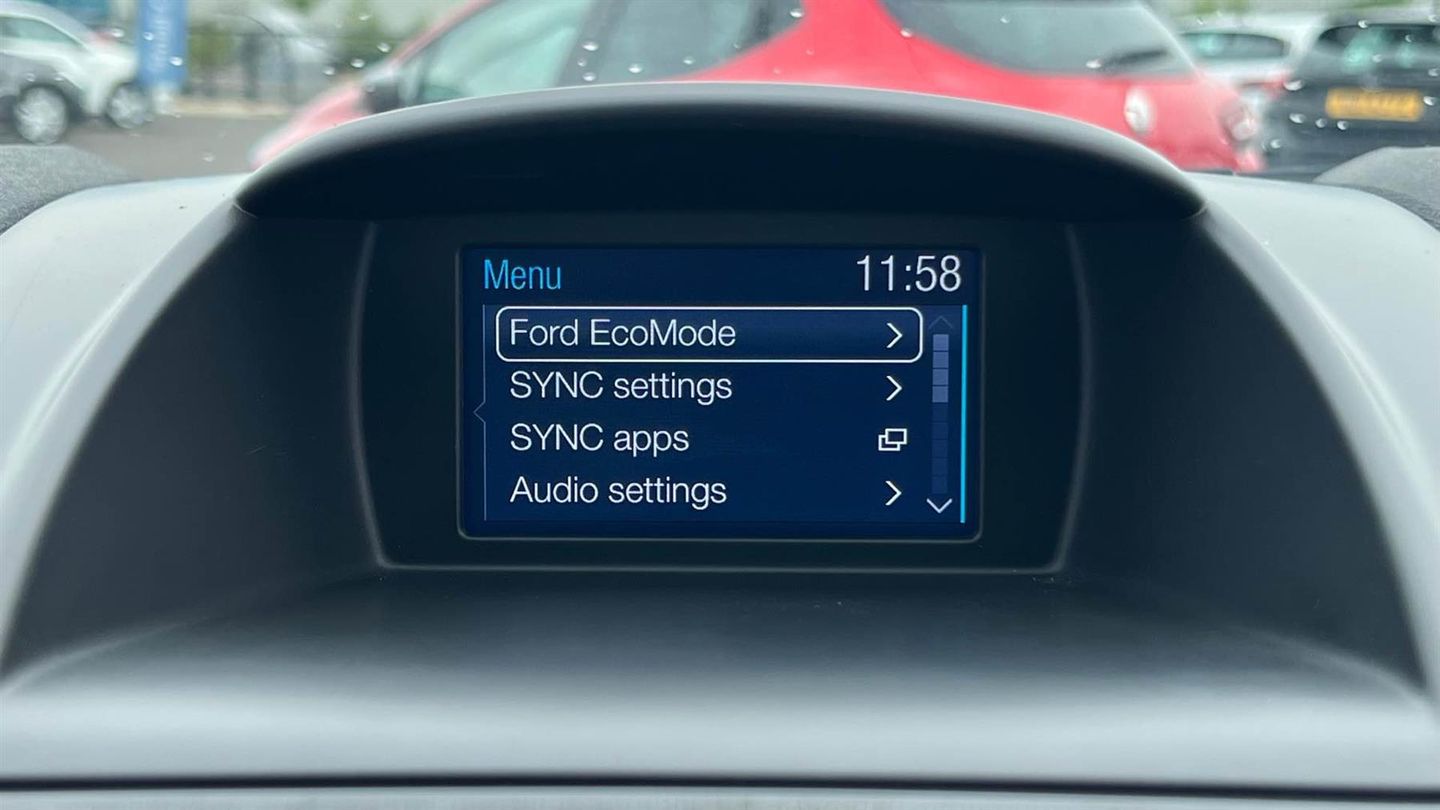 Menu 11:58
Ford EcoMode
SYNC settings
SYNC apps
Audio settings